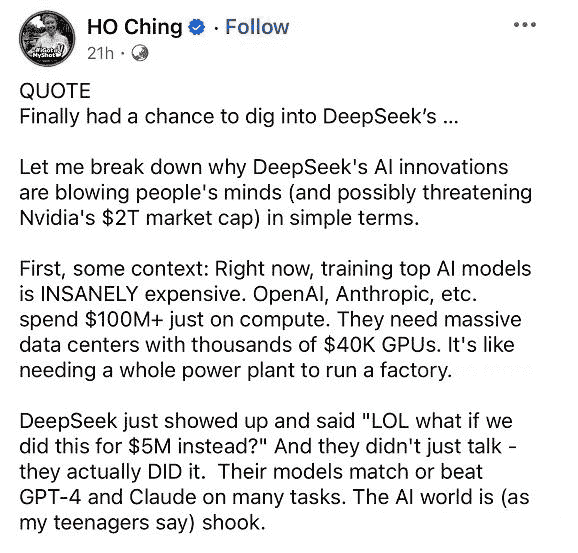 HO Ching · Follow
21h ·
#IGotMyShot
QUOTE
Finally had a chance to dig into DeepSeek’s ...
Let me break down why DeepSeek's AI innovations
are blowing people's minds (and possibly threatening
Nvidia's $2T market cap) in simple terms.
First, some context: Right now, training top AI models
is INSANELY expensive. OpenAI, Anthropic, etc.
spend $100M+ just on compute. They need massive
data centers with thousands of $40K GPUs. It's like
needing a whole power plant to run a factory.
DeepSeek just showed up and said "LOL what if we
did this for $5M instead?" And they didn't just talk -
they actually DID it.  Their models match or beat
GPT-4 and Claude on many tasks. The AI world is (as
my teenagers say) shook.